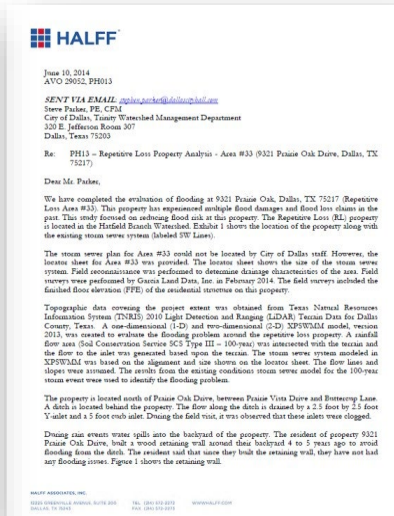 HALFF
June 10, 2014
AVO 29052, PH013
SENT VIA EMAIL: stephen.parker@dallascityhall.com
Steve Parker, PE, CFM
City of Dallas, Trinity Watershed Management Department
320 E. Jefferson Room 307
Dallas, Texas 75203
Re: PH13 – Repetitive Loss Property Analysis - Area #33 (9321 Prairie Oak Drive, Dallas, TX
75217)
Dear Mr. Parker,
We have completed the evaluation of flooding at 9321 Prairie Oak, Dallas, TX 75217 (Repetitive
Loss Area #33). This property has experienced multiple flood damages and flood loss claims in the
past. This study focused on reducing flood risk at this property. The Repetitive Loss (RL) property
is located in the Hatfield Branch Watershed. Exhibit 1 shows the location of the property along with
the existing storm sewer system (labeled SW Lines).
The storm sewer plan for Area #33 could not be located by City of Dallas staff. However, the
locator sheet for Area #33 was provided. The locator sheet shows the size of the storm sewer
system. Field reconnaissance was performed to determine drainage characteristics of the area. Field
surveys were performed by Garcia Land Data, Inc. in February 2014. The field surveys included the
finished floor elevation (FFE) of the residential structure on this property.
Topographic data covering the project extent was obtained from Texas Natural Resources
Information System (TNRIS) 2010 Light Detection and Ranging (LiDAR) Terrain Data for Dallas
County, Texas. A one-dimensional (1-D) and two-dimensional (2-D) XPSWMM model, version
2013, was created to evaluate the flooding problem around the repetitive loss property. A rainfall
flow area (Soil Conservation Service SCS Type III – 100-year) was intersected with the terrain and
the flow to the inlet was generated based upon the terrain. The storm sewer system modeled in
XPSWMM was based on the alignment and size shown on the locator sheet. The flow lines and
slopes were assumed. The results from the existing conditions storm sewer model for the 100-year
storm event were used to identify the flooding problem.
The property is located north of Prairie Oak Drive, between Prairie Vista Drive and Buttercup Lane.
A ditch is located behind the property. The flow along the ditch is drained by a 2.5 foot by 2.5 foot
Y-inlet and a 5 foot curb inlet. During the field visit, it was observed that these inlets were clogged.
During rain events water spills into the backyard of the property. The resident of property 9321
Prairie Oak Drive, built a wood retaining wall around their backyard 4 to 5 years ago to avoid
flooding from the ditch. The resident said that since they built the retaining wall, they have not had
any flooding issues. Figure 1 shows the retaining wall.
HALFF ASSOCIATES, INC.